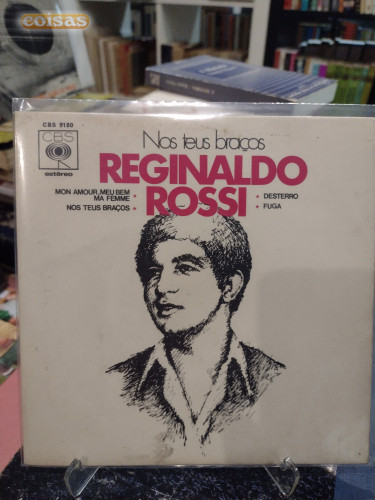 coisas
CBS 9180
CBS
estéreo
Nos teus braços
REGINALDO
ROSSI
MON AMOUR, MEU BEM
MA FEMME
NOS TEUS BRAÇOS
DESTERRO
FUGA